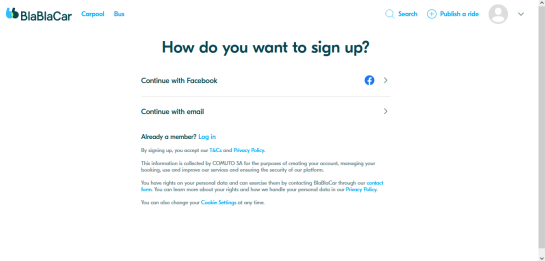 BlaBlaCar Carpool Bus Search Publish a ride
How do you want to sign up?
Continue with Facebook
Continue with email
Already a member? Log in
By signing up, you accept our T&Cs and Privacy Policy.
This information is collected by COMUTO SA for the purposes of creating your account, managing your
booking, use and improve our services and ensuring the security of our platform.
You have rights on your personal data and can exercise them by contacting BlaBlaCar through our contact
form. You can learn more about your rights and how we handle your personal data in our Privacy Policy.
You can also change your Cookie Settings at any time.